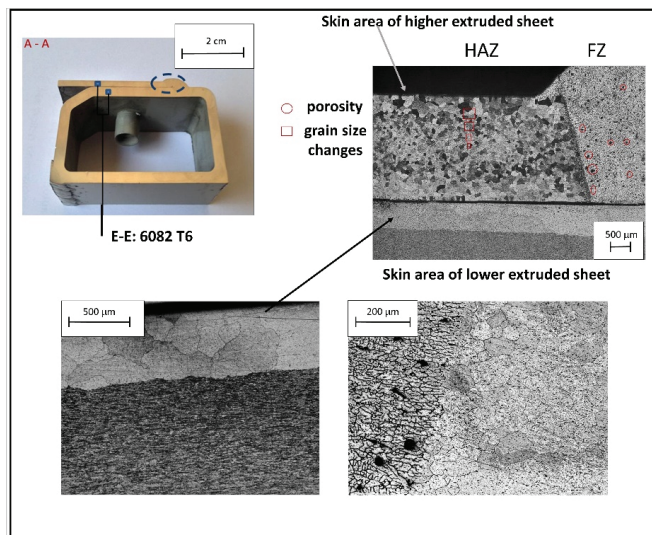 Skin area of higher extruded sheet
A - A
2 cm
HAZ
FZ
porosity
grain size
changes
E-E: 6082 T6
500 µm
Skin area of lower extruded sheet
500 µm
200 µm